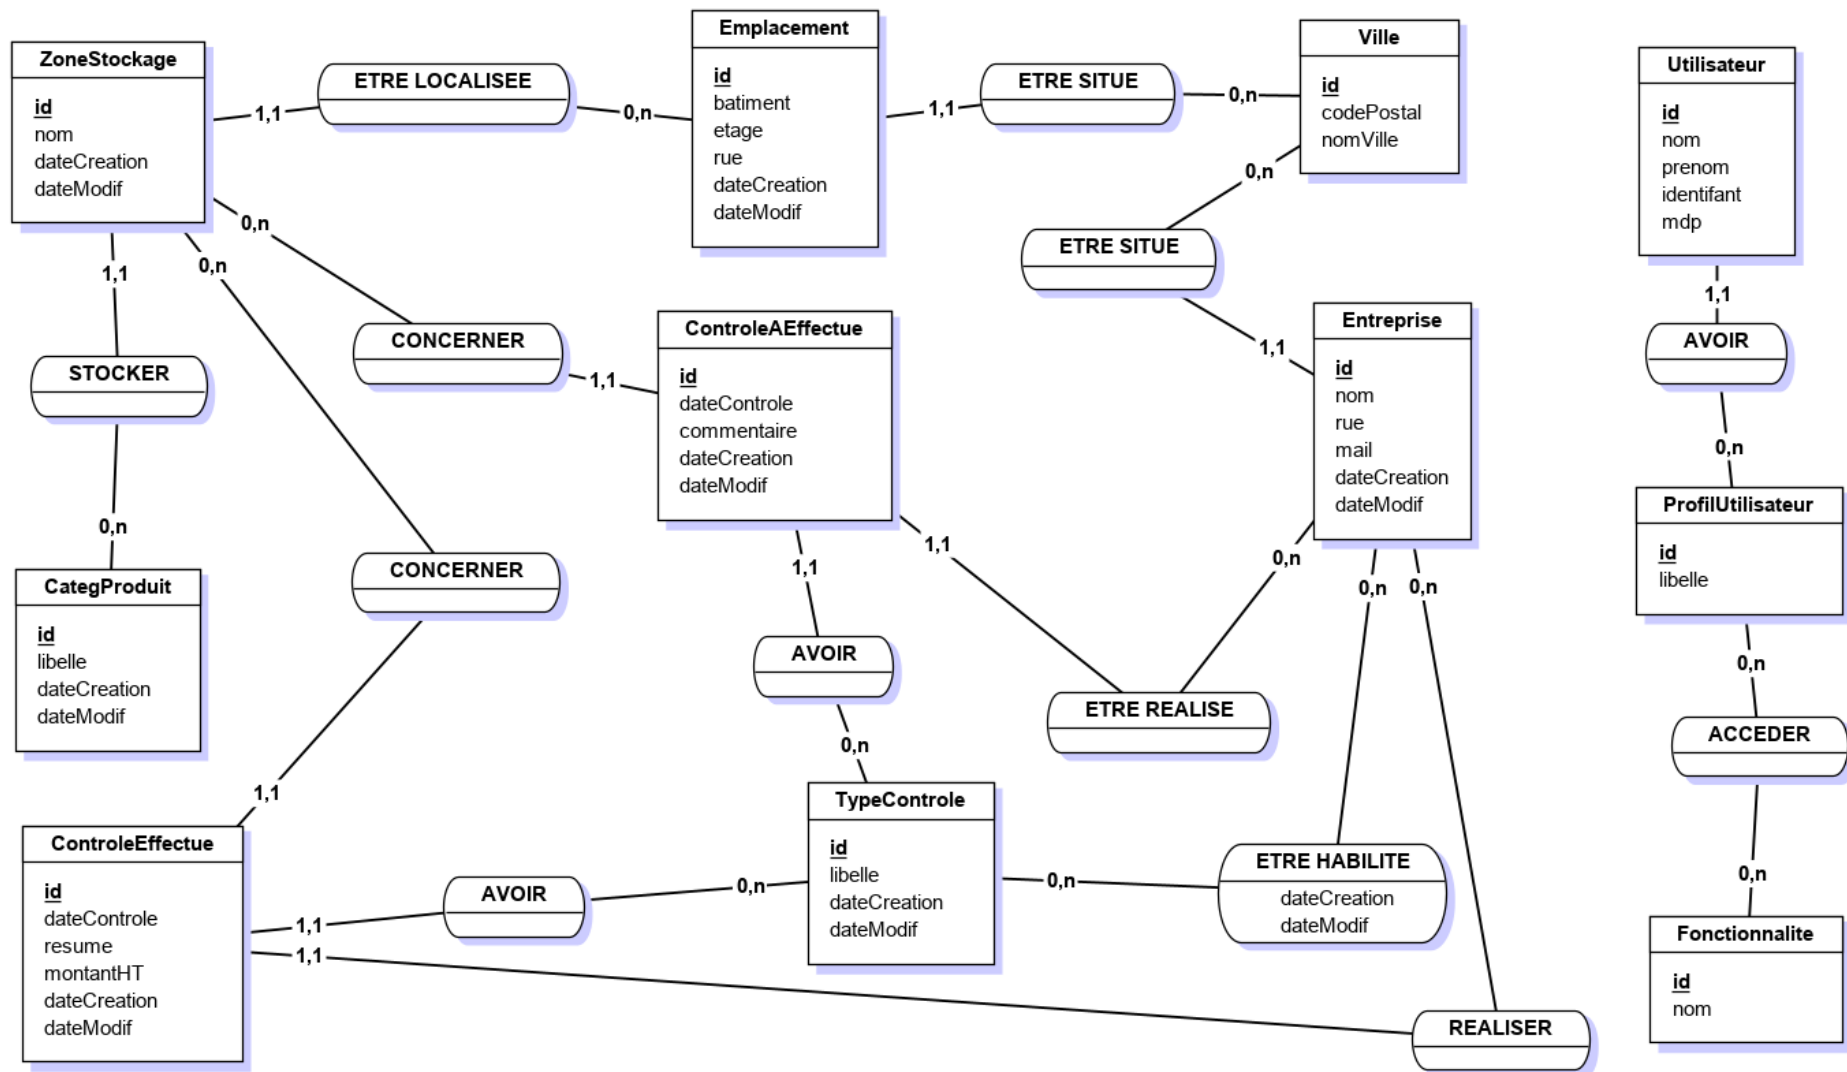 ZoneStockage
id
nom
dateCreation
dateModif
1,1
ETRE LOCALISEE
0,n
Emplacement
id
batiment
etage
rue
dateCreation
dateModif
1,1
ETRE SITUE
0,n
Ville
id
codePostal
nomVille
0,n
ETRE SITUE
1,1
Utilisateur
id
nom
prenom
identifant
mdp
1,1
AVOIR
0,n
ProfilUtilisateur
id
libelle
0,n
ACCEDER
0,n
Fonctionnalite
id
nom
1,1
STOCKER
0,n
CategProduit
id
libelle
dateCreation
dateModif
0,n
CONCERNER
1,1
ControleAEffectue
id
dateControle
commentaire
dateCreation
dateModif
0,n
CONCERNER
1,1
Entreprise
id
nom
rue
mail
dateCreation
dateModif
1,1
AVOIR
0,n
1,1
ETRE REALISE
0,n
0,n
0,n
TypeControle
id
libelle
dateCreation
dateModif
0,n
ETRE HABILITE
dateCreation
dateModif
ControleEffectue
id
dateControle
resume
montantHT
dateCreation
dateModif
1,1
AVOIR
0,n
1,1
REALISER